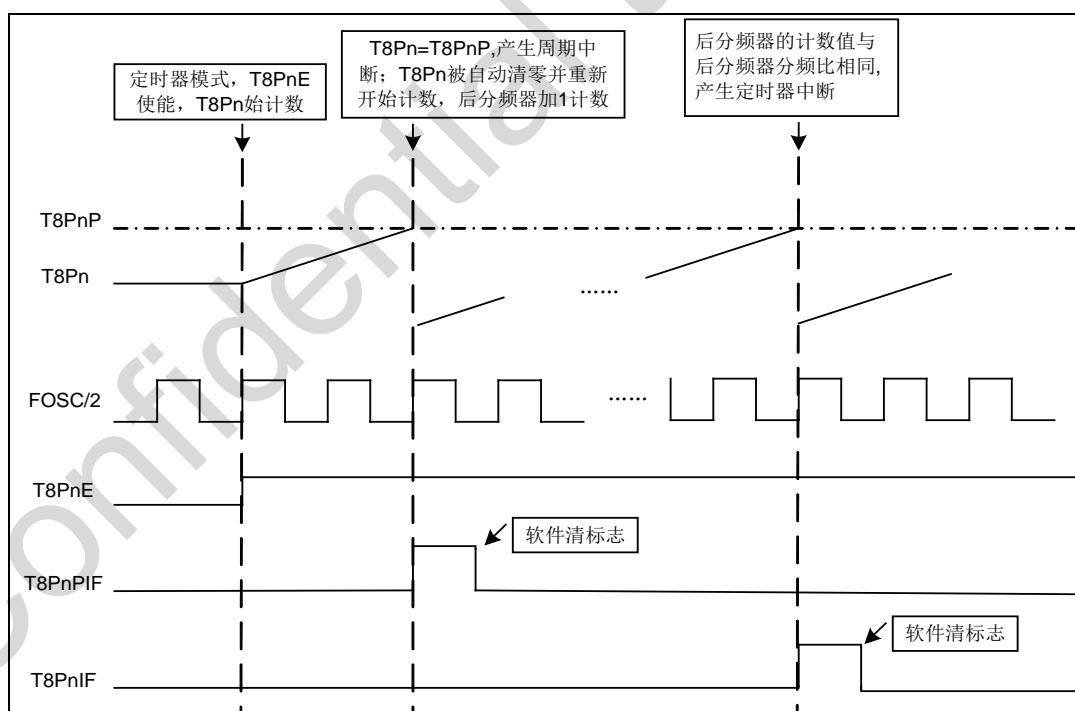 定时器模式，T8PnE
使能，T8Pn始计数
T8Pn=T8PnP,产生周期中
断；T8Pn被自动清零并重新
开始计数，后分频器加1计数
后分频器的计数值与
后分频器分频比相同,
产生定时器中断
T8PnP
T8Pn
......
FOSC/2
......
T8PnE
软件清标志
T8PnPIF
软件清标志
T8PnIF
Confidential